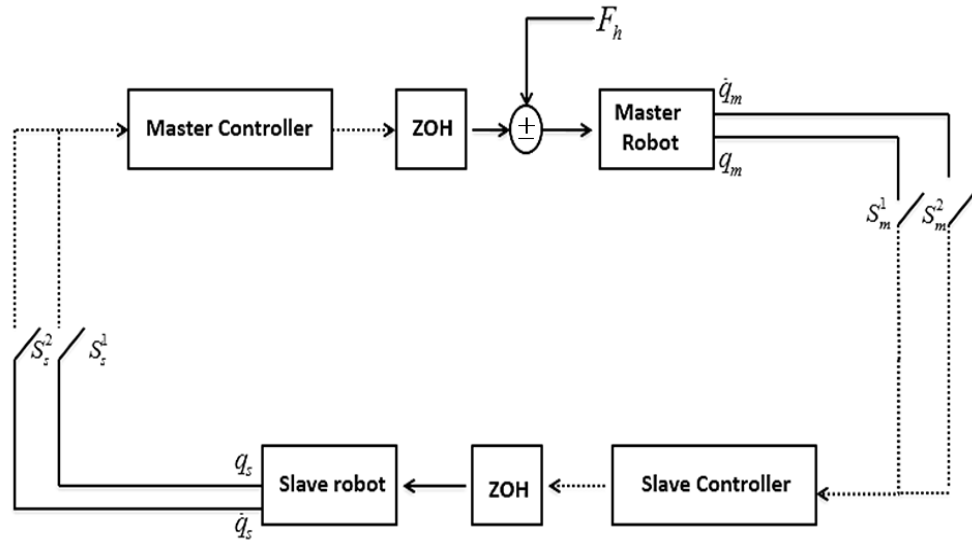 F_h
Master Controller
ZOH
±
Master Robot
q̇_m
q_m
S_m^1
S_m^2
S_s^2
S_s^1
q_s
q̇_s
Slave robot
ZOH
Slave Controller